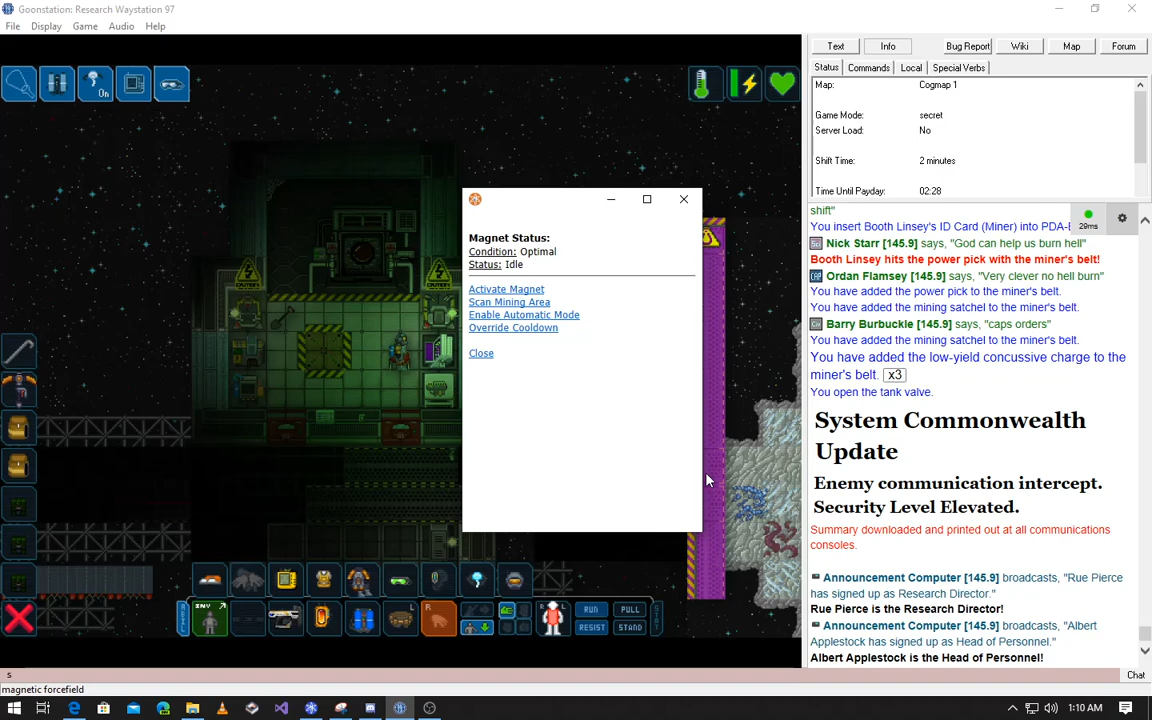 Goonstation: Research Waystation 97
File Display Game Audio Help
Text Info Bug Report Wiki Map Forum
Status Commands Local Special Verbs
Map: Cogmap 1
Game Mode: secret
Server Load: No
Shift Time: 2 minutes
Time Until Payday: 02:28
On
shift"
29ms
You insert Booth Linsey's ID Card (Miner) into PDA-
Nick Starr [145.9] says, "God can help us burn hell"
Booth Linsey hits the power pick with the miner's belt!
CAP Ordan Flamsey [145.9] says, "Very clever no hell burn"
You have added the power pick to the miner's belt.
You have added the mining satchel to the miner's belt.
Barry Burbuckle [145.9] says, "caps orders"
You have added the mining satchel to the miner's belt.
You have added the low-yield concussive charge to the
miner's belt. x3
You open the tank valve.
System Commonwealth
Update
Enemy communication intercept.
Security Level Elevated.
Summary downloaded and printed out at all communications
consoles.
Announcement Computer [145.9] broadcasts, "Rue Pierce
has signed up as Research Director."
Rue Pierce is the Research Director!
Announcement Computer [145.9] broadcasts, "Albert
Applestock has signed up as Head of Personnel."
Albert Applestock is the Head of Personnel!
Magnet Status:
Condition: Optimal
Status: Idle
Activate Magnet
Scan Mining Area
Enable Automatic Mode
Override Cooldown
Close
CAUTION CAUTION
INV L R R L RUN PULL
RESIST STAND
s
Chat
magnetic forcefield
1:10 AM